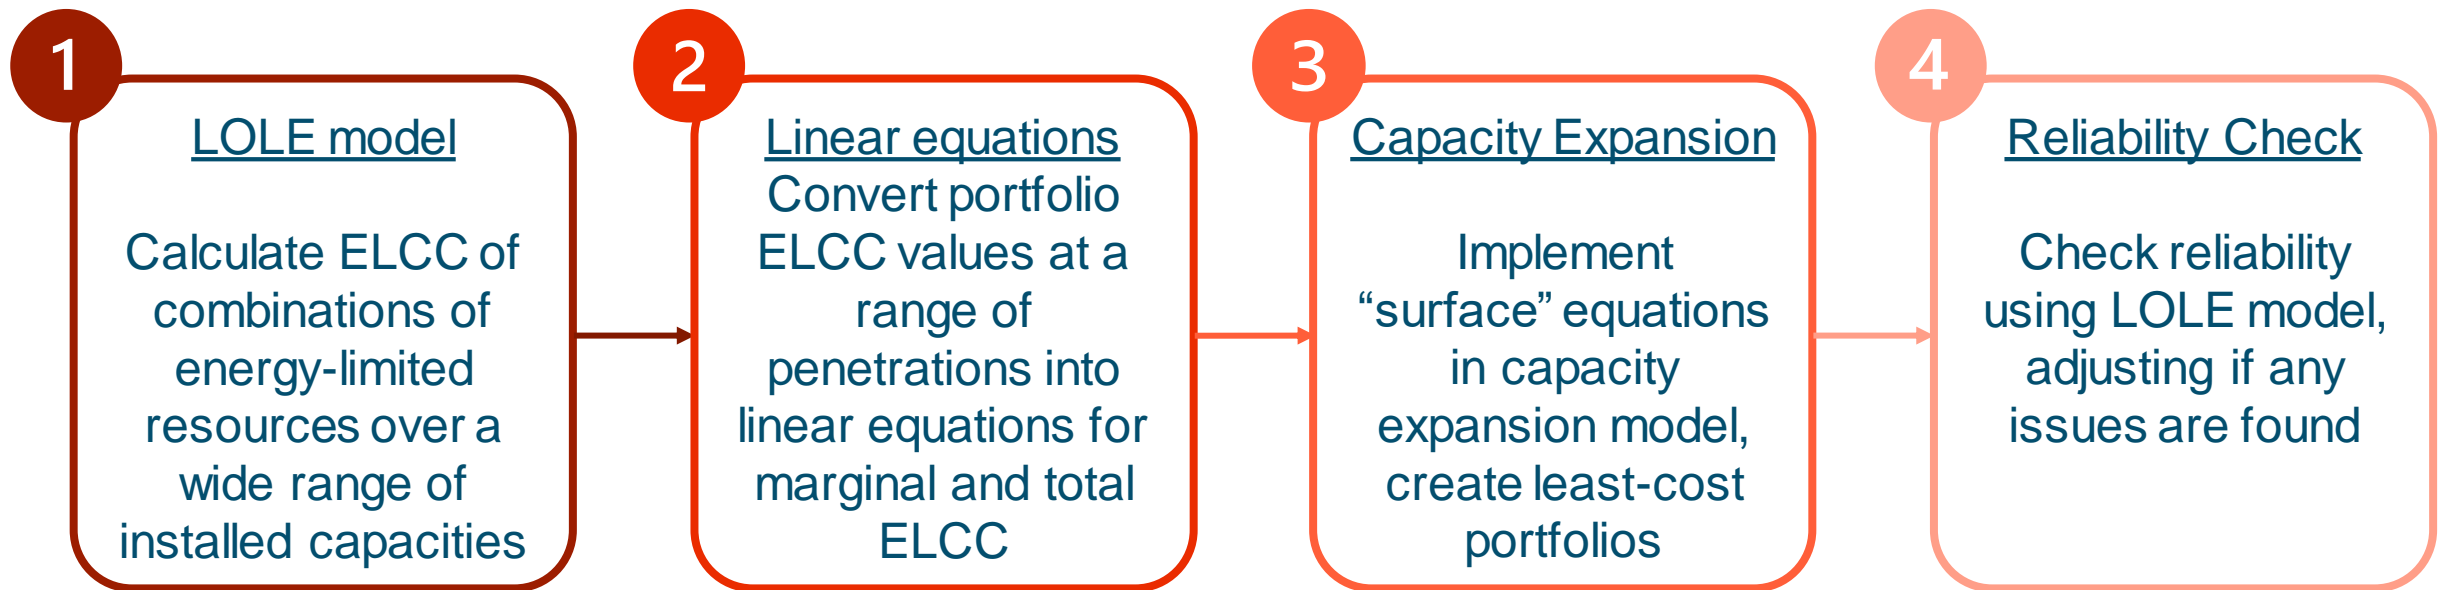 1
LOLE model
Calculate ELCC of
combinations of
energy-limited
resources over a
wide range of
installed capacities
2
Linear equations
Convert portfolio
ELCC values at a
range of
penetrations into
linear equations for
marginal and total
ELCC
3
Capacity Expansion
Implement
“surface” equations
in capacity
expansion model,
create least-cost
portfolios
4
Reliability Check
Check reliability
using LOLE model,
adjusting if any
issues are found